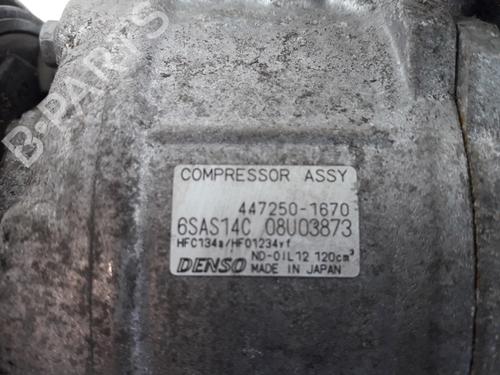 B-PARTS
COMPRESSOR ASSY
447250-1670
6SAS14C 08U03873
HFC134a/HFO1234yf
DENSO ND-OIL12 120cm³
MADE IN JAPAN